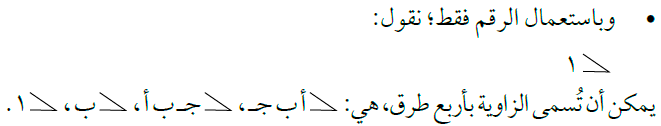 • وباستعمال الرقم فقط؛ نقول:
⦣ ١
يمكن أن تُسمى الزاوية بأربع طرق، هي: ⦣ أ ب جـ، ⦣ جـ ب أ، ⦣ ب، ⦣ ١.